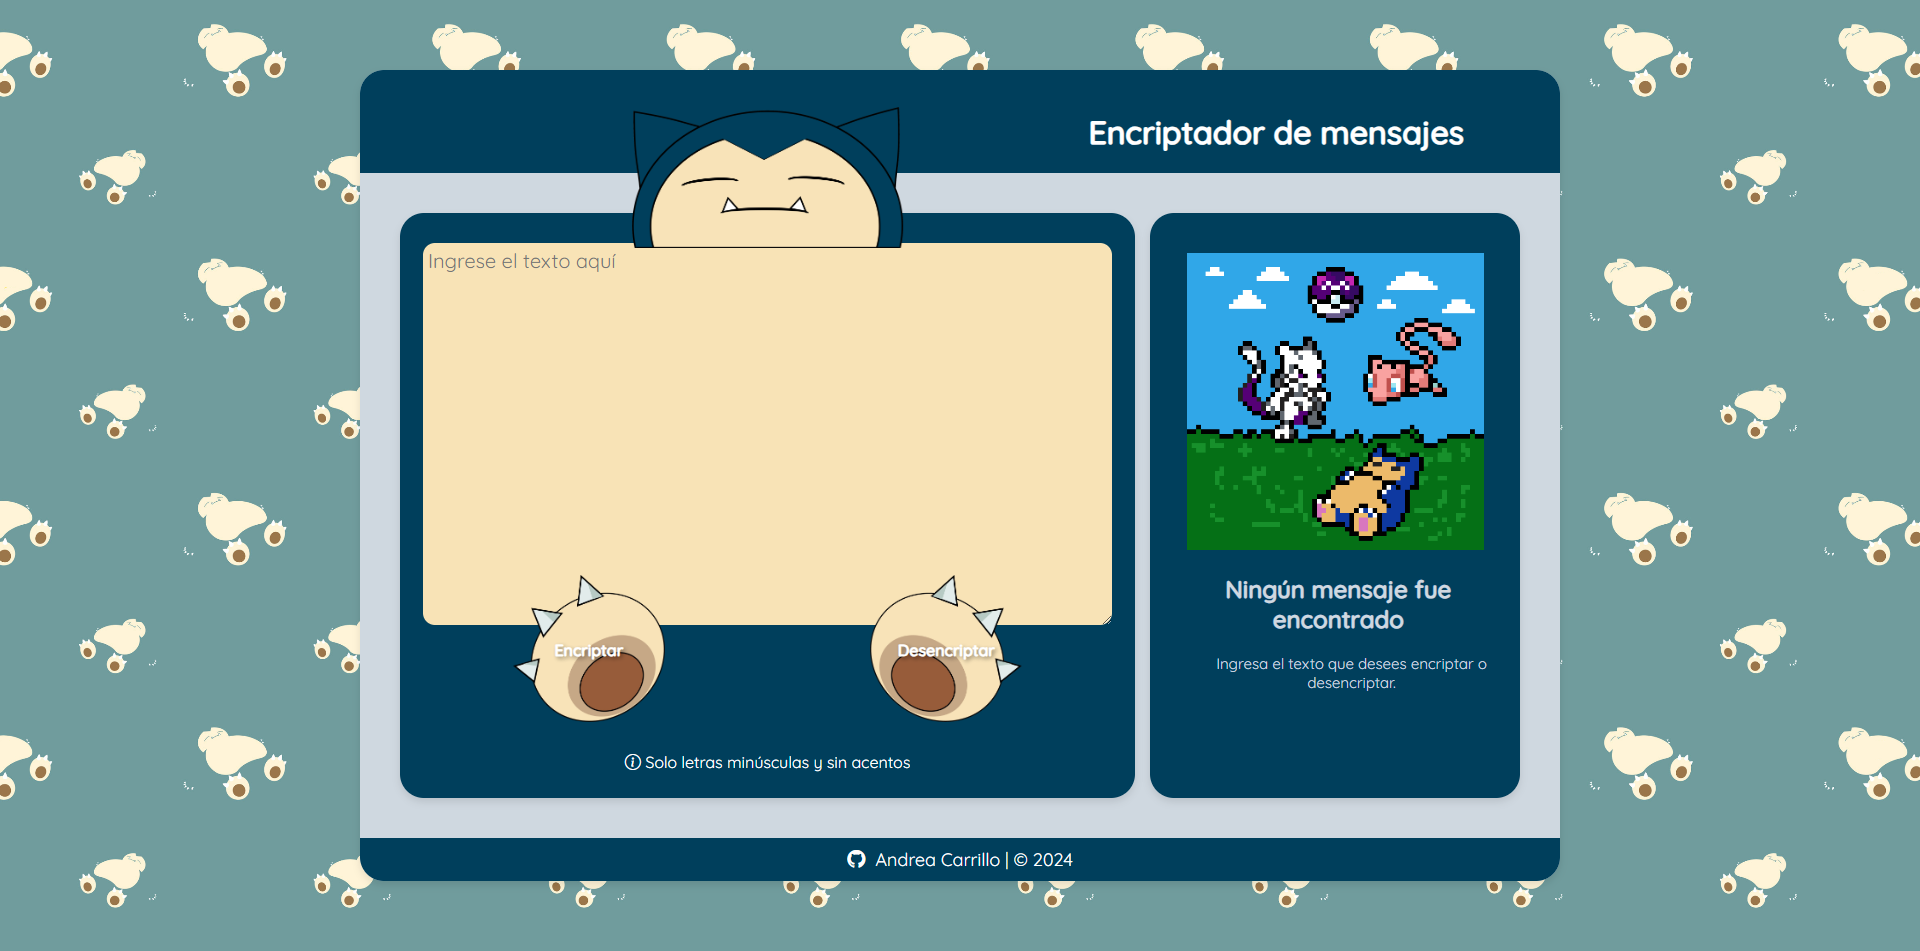 Encriptador de mensajes
Ingrese el texto aquí
Encriptar
Desencriptar
Solo letras minúsculas y sin acentos
Ningún mensaje fue
encontrado
Ingresa el texto que desees encriptar o
desencriptar.
Andrea Carrillo | © 2024